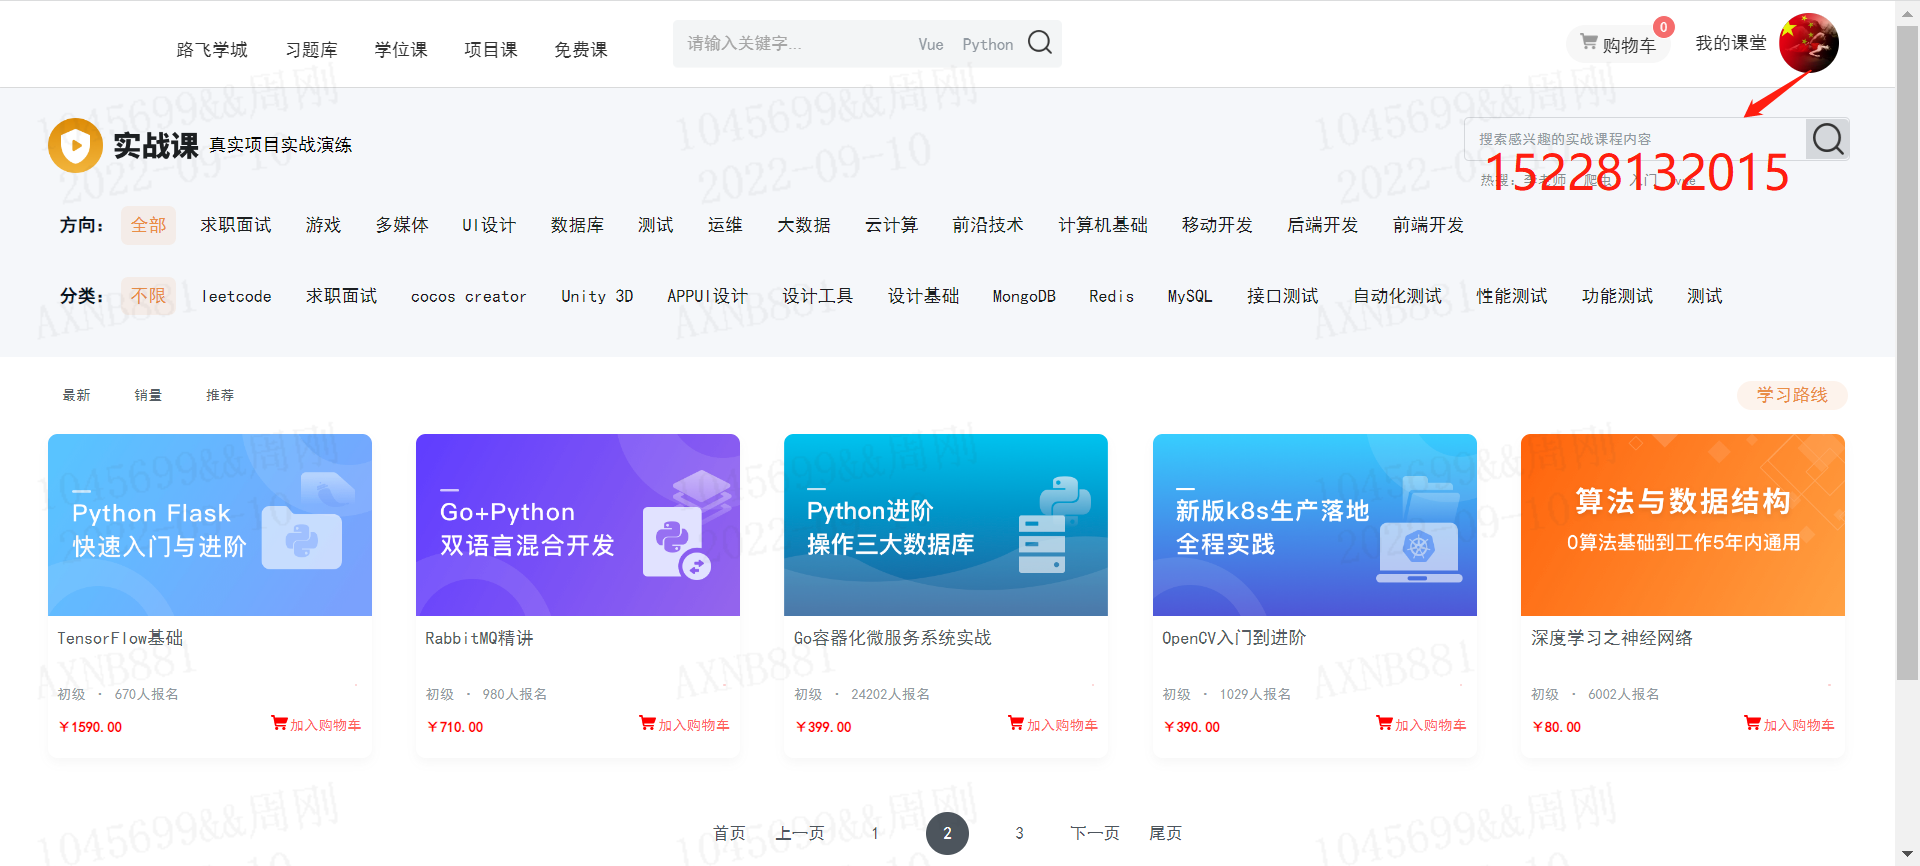 路飞学城 习题库 学位课 项目课 免费课 请输入关键字... Vue Python 购物车 0 我的课堂
实战课 真实项目实战演练 搜索感兴趣的实战课程内容
15228132015
热搜：李老师 爬虫 入门 vue
方向： 全部 求职面试 游戏 多媒体 UI设计 数据库 测试 运维 大数据 云计算 前沿技术 计算机基础 移动开发 后端开发 前端开发
分类： 不限 leetcode 求职面试 cocos creator Unity 3D APPUI设计 设计工具 设计基础 MongoDB Redis MySQL 接口测试 自动化测试 性能测试 功能测试 测试
最新 销量 推荐 学习路线
Python Flask
快速入门与进阶
Go+Python
双语言混合开发
Python进阶
操作三大数据库
新版k8s生产落地
全程实践
算法与数据结构
0算法基础到工作5年内通用
TensorFlow基础 RabbitMQ精讲 Go容器化微服务系统实战 OpenCV入门到进阶 深度学习之神经网络
初级 · 670人报名 初级 · 980人报名 初级 · 24202人报名 初级 · 1029人报名 初级 · 6002人报名
￥1590.00 加入购物车 ￥710.00 加入购物车 ￥399.00 加入购物车 ￥390.00 加入购物车 ￥80.00 加入购物车
首页 上一页 1 2 3 下一页 尾页
1045699&&周刚
2022-09-10
AXNB881